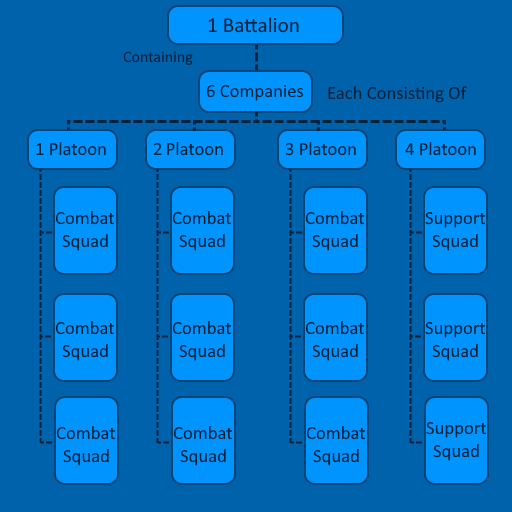 1 Battalion
Containing
6 Companies
Each Consisting Of
1 Platoon
2 Platoon
3 Platoon
4 Platoon
Combat
Squad
Combat
Squad
Combat
Squad
Support
Squad
Combat
Squad
Combat
Squad
Combat
Squad
Support
Squad
Combat
Squad
Combat
Squad
Combat
Squad
Support
Squad